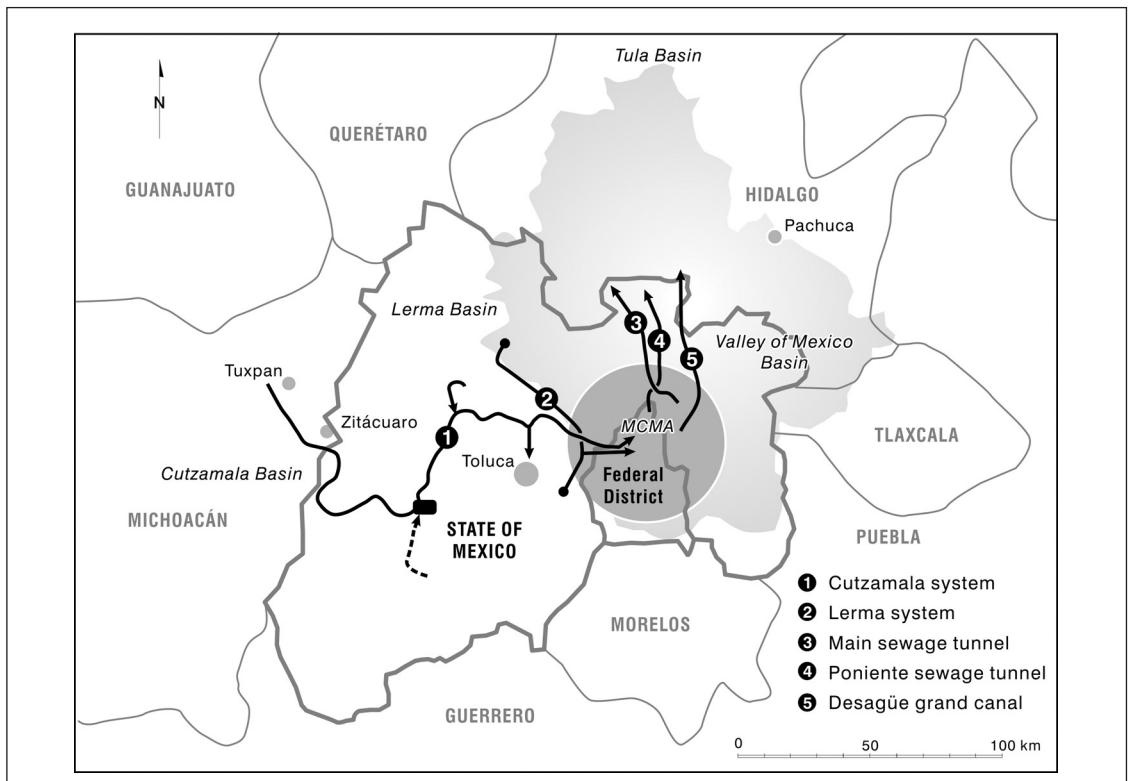 Tula Basin
N
QUERÉTARO
GUANAJUATO
HIDALGO
Pachuca
Lerma Basin
3
4
Valley of Mexico
Basin
5
Tuxpan
2
Zitácuaro
MCMA
1
TLAXCALA
Toluca
Cutzamala Basin
Federal
District
MICHOACÁN
STATE OF
MEXICO
PUEBLA
1 Cutzamala system
2 Lerma system
MORELOS
3 Main sewage tunnel
4 Poniente sewage tunnel
5 Desagüe grand canal
GUERRERO
0 50 100 km